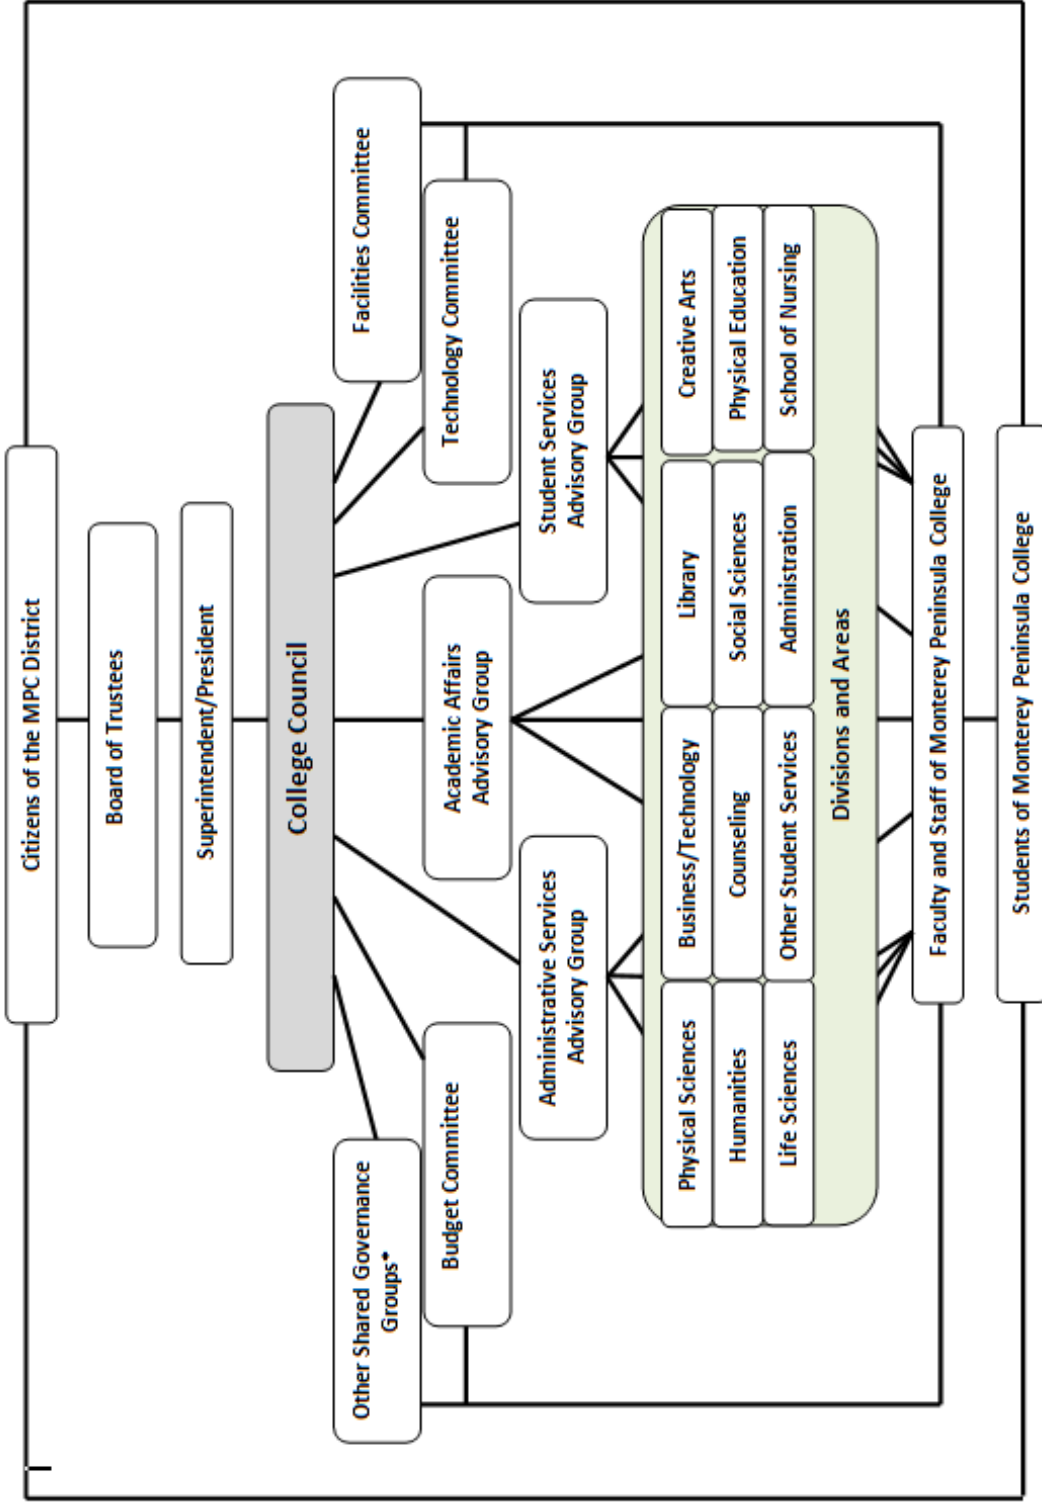 Citizens of the MPC District
Board of Trustees
Superintendent/President
College Council
Other Shared Governance
Groups*
Facilities Committee
Budget Committee
Academic Affairs
Advisory Group
Technology Committee
Administrative Services
Advisory Group
Student Services
Advisory Group
Physical Sciences
Business/Technology
Library
Creative Arts
Humanities
Counseling
Social Sciences
Physical Education
Life Sciences
Other Student Services
Administration
School of Nursing
Divisions and Areas
Faculty and Staff of Monterey Peninsula College
Students of Monterey Peninsula College